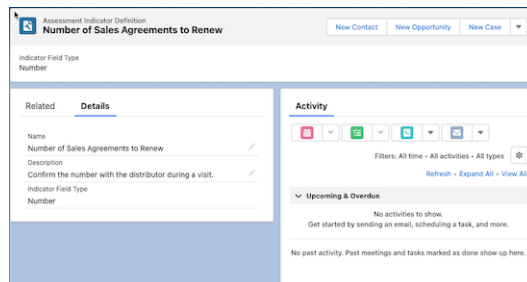 Assessment Indicator Definition
Number of Sales Agreements to Renew
New Contact
New Opportunity
New Case
Indicator Field Type
Number
Related
Details
Name
Number of Sales Agreements to Renew
Description
Confirm the number with the distributor during a visit.
Indicator Field Type
Number
Activity
Filters: All time • All activities • All types
Refresh • Expand All • View All
Upcoming & Overdue
No activities to show.
Get started by sending an email, scheduling a task, and more.
No past activity. Past meetings and tasks marked as done show up here.